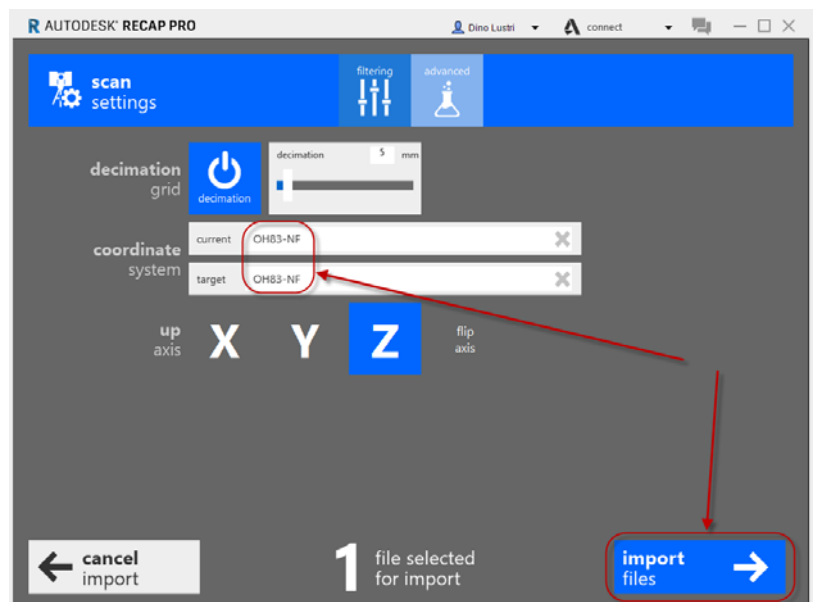 R AUTODESK® RECAP PRO
Dino Lustri
connect
scan
settings
filtering
advanced
decimation
grid
decimation
decimation 5 mm
coordinate
system
current OH83-NF
target OH83-NF
up
axis
X Y Z
flip
axis
cancel
import
1
file selected
for import
import
files